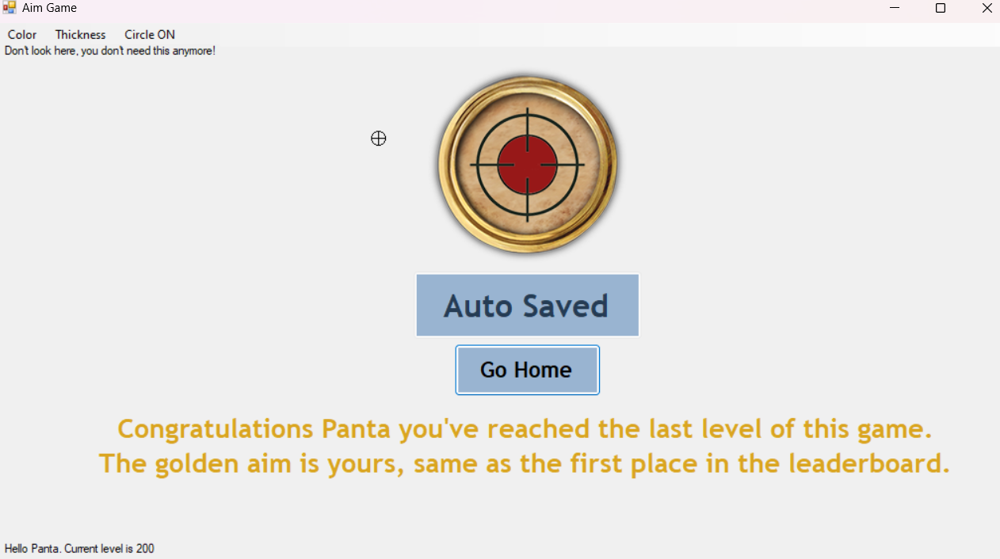 Aim Game
Color Thickness Circle ON
Don't look here, you don't need this anymore!
Auto Saved
Go Home
Congratulations Panta you've reached the last level of this game.
The golden aim is yours, same as the first place in the leaderboard.
Hello Panta. Current level is 200